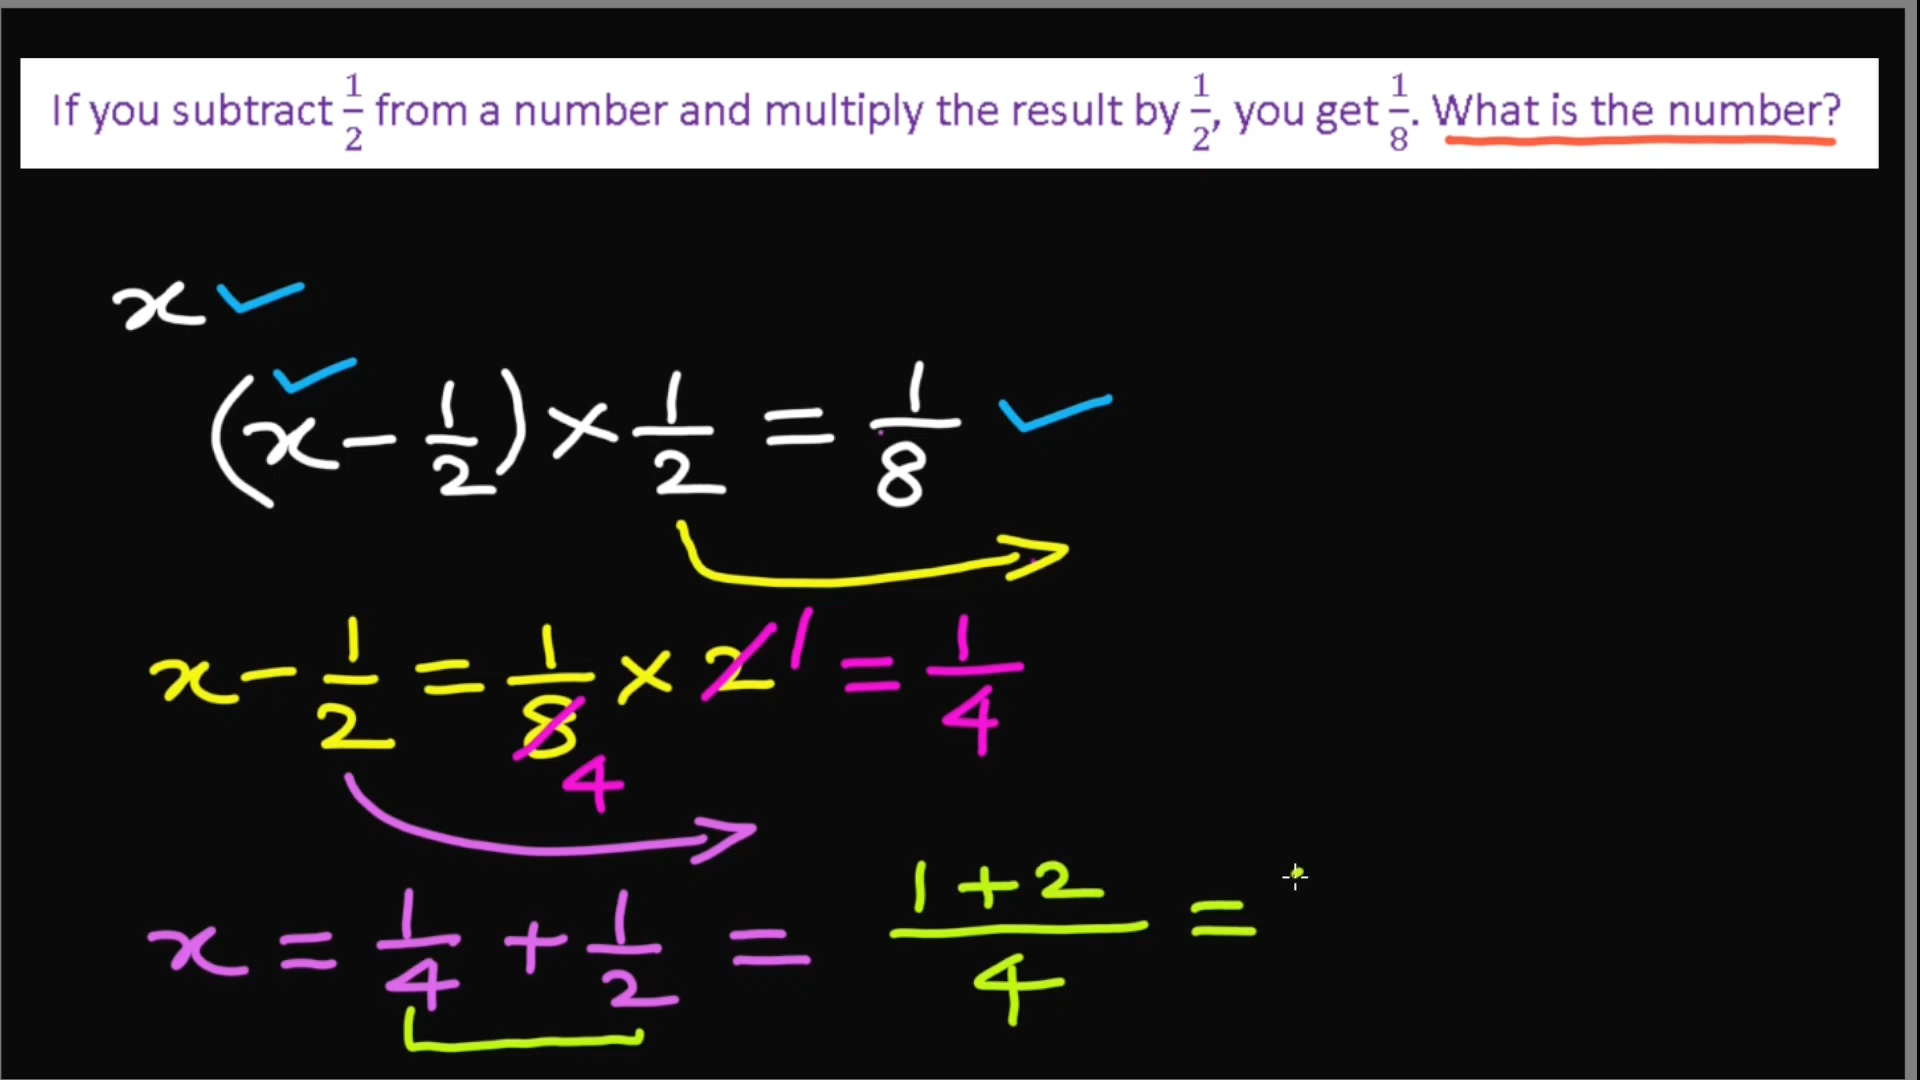 If you subtract 1/2 from a number and multiply the result by 1/2, you get 1/8. What is the number?
x
(x - 1/2) × 1/2 = 1/8
x - 1/2 = 1/8 × 2 1 = 1/4
4
x = 1/4 + 1/2 = (1+2)/4 =